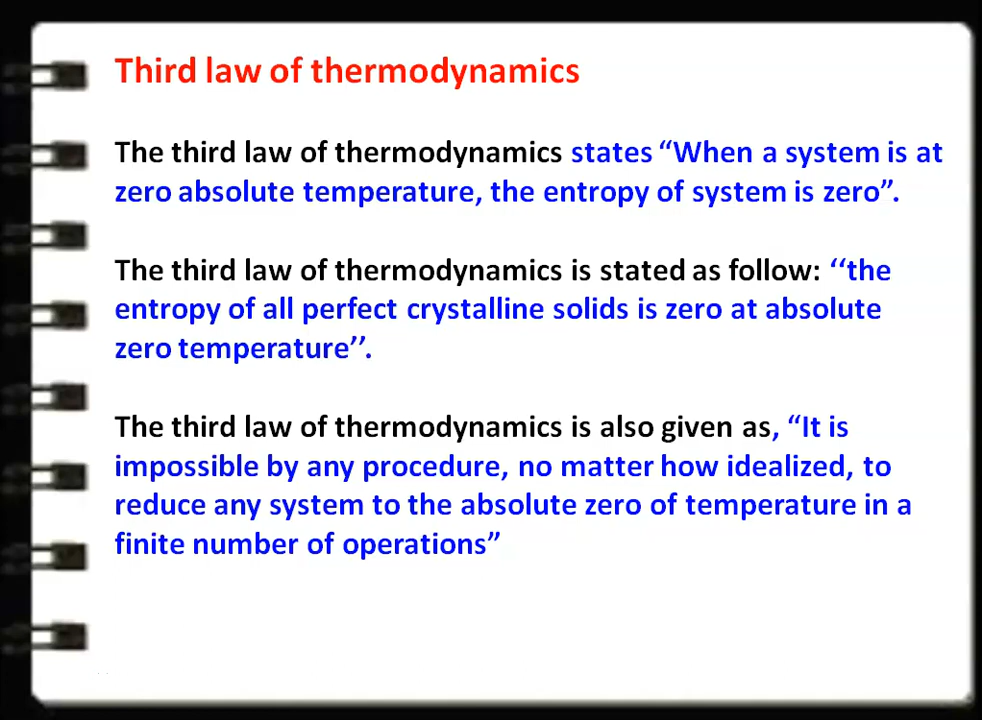 Third law of thermodynamics
The third law of thermodynamics states “When a system is at
zero absolute temperature, the entropy of system is zero”.
The third law of thermodynamics is stated as follow: ‘‘the
entropy of all perfect crystalline solids is zero at absolute
zero temperature’’.
The third law of thermodynamics is also given as, “It is
impossible by any procedure, no matter how idealized, to
reduce any system to the absolute zero of temperature in a
finite number of operations”